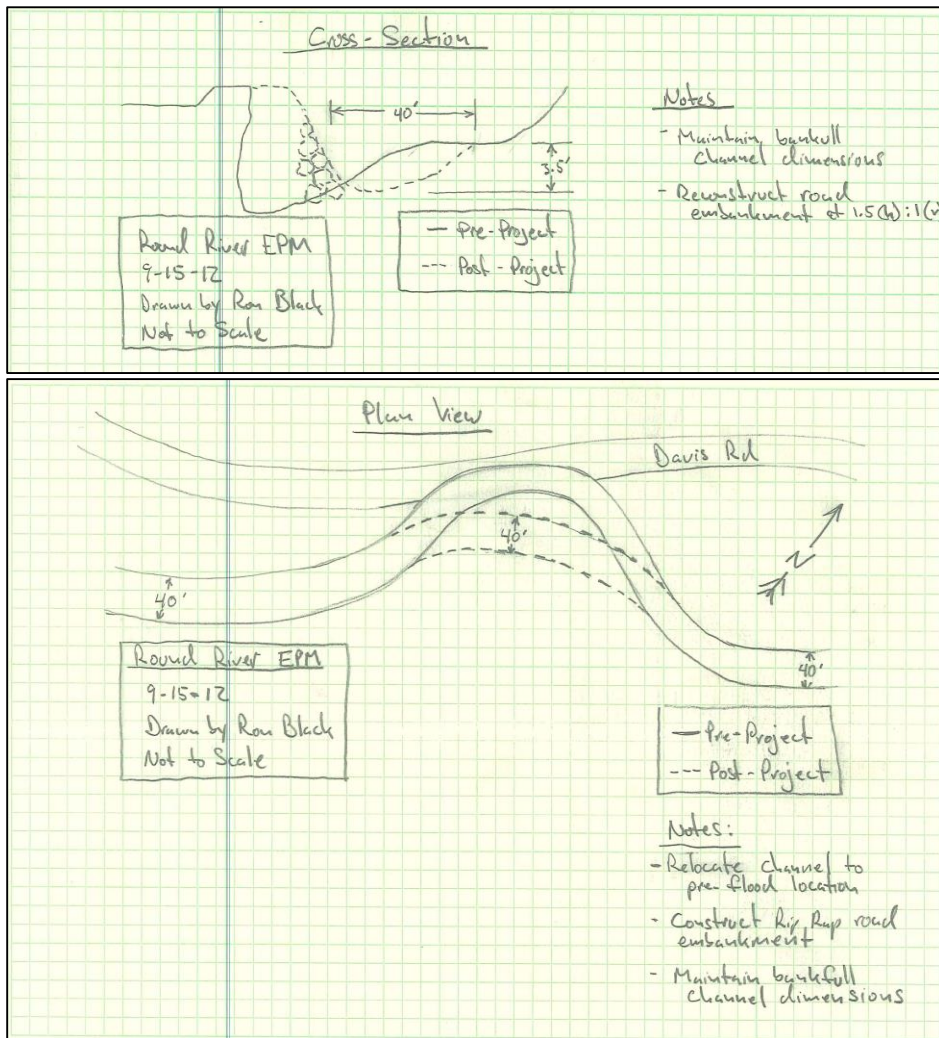 Cross-Section
40'
3.5'
Notes
- Maintain bankfull
channel dimensions
- Reconstruct road
embankment at 1.5(h):1(v
Round River EPM
9-15-12
Drawn by Ron Black
Not to Scale
— Pre-Project
--- Post-Project
Plan View
Davis Rd
40'
N
40'
40'
Round River EPM
9-15-12
Drawn by Ron Black
Not to Scale
— Pre-Project
--- Post-Project
Notes:
- Relocate channel to
pre-flood location
- Construct Rip Rap road
embankment
- Maintain bankfull
channel dimensions